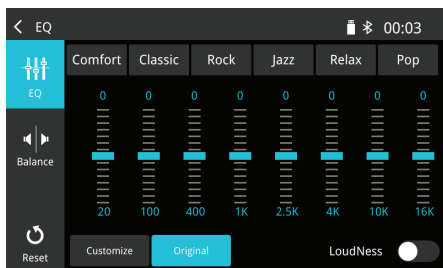 EQ 00:03
Comfort Classic Rock Jazz Relax Pop
EQ
0 0 0 0 0 0 0 0
Balance
20 100 400 1K 2.5K 4K 10K 16K
Reset
Customize Original LoudNess